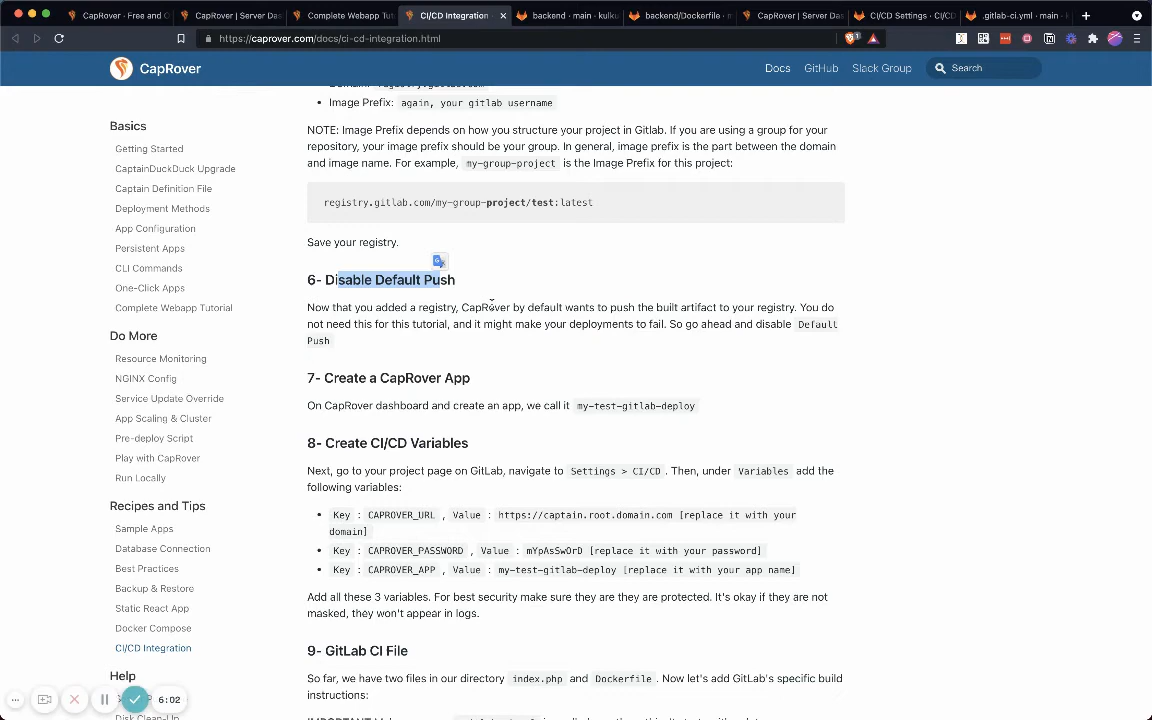 CapRover · Free and O
CapRover | Server Das
Complete Webapp Tut
CI/CD Integration
backend · main · kulku
backend/Dockerfile · m
CapRover | Server Das
CI/CD Settings · CI/CD
.gitlab-ci.yml · main ·
https://caprover.com/docs/ci-cd-integration.html
CapRover
Docs
GitHub
Slack Group
Search
Basics
Getting Started
CaptainDuckDuck Upgrade
Captain Definition File
Deployment Methods
App Configuration
Persistent Apps
CLI Commands
One-Click Apps
Complete Webapp Tutorial
Do More
Resource Monitoring
NGINX Config
Service Update Override
App Scaling & Cluster
Pre-deploy Script
Play with CapRover
Run Locally
Recipes and Tips
Sample Apps
Database Connection
Best Practices
Backup & Restore
Static React App
Docker Compose
CI/CD Integration
Help
Disk Clean-Up
6:02
Image Prefix: again, your gitlab username
NOTE: Image Prefix depends on how you structure your project in Gitlab. If you are using a group for your
repository, your image prefix should be your group. In general, image prefix is the part between the domain
and image name. For example, my-group-project is the Image Prefix for this project:
registry.gitlab.com/my-group-project/test:latest
Save your registry.
6- Disable Default Push
Now that you added a registry, CapRover by default wants to push the built artifact to your registry. You do
not need this for this tutorial, and it might make your deployments to fail. So go ahead and disable Default
Push
7- Create a CapRover App
On CapRover dashboard and create an app, we call it my-test-gitlab-deploy
8- Create CI/CD Variables
Next, go to your project page on GitLab, navigate to Settings > CI/CD. Then, under Variables add the
following variables:
Key : CAPROVER_URL , Value : https://captain.root.domain.com [replace it with your
domain]
Key : CAPROVER_PASSWORD , Value : mYpAsSwOrD [replace it with your password]
Key : CAPROVER_APP , Value : my-test-gitlab-deploy [replace it with your app name]
Add all these 3 variables. For best security make sure they are they are protected. It's okay if they are not
masked, they won't appear in logs.
9- GitLab CI File
So far, we have two files in our directory index.php and Dockerfile. Now let's add GitLab's specific build
instructions: